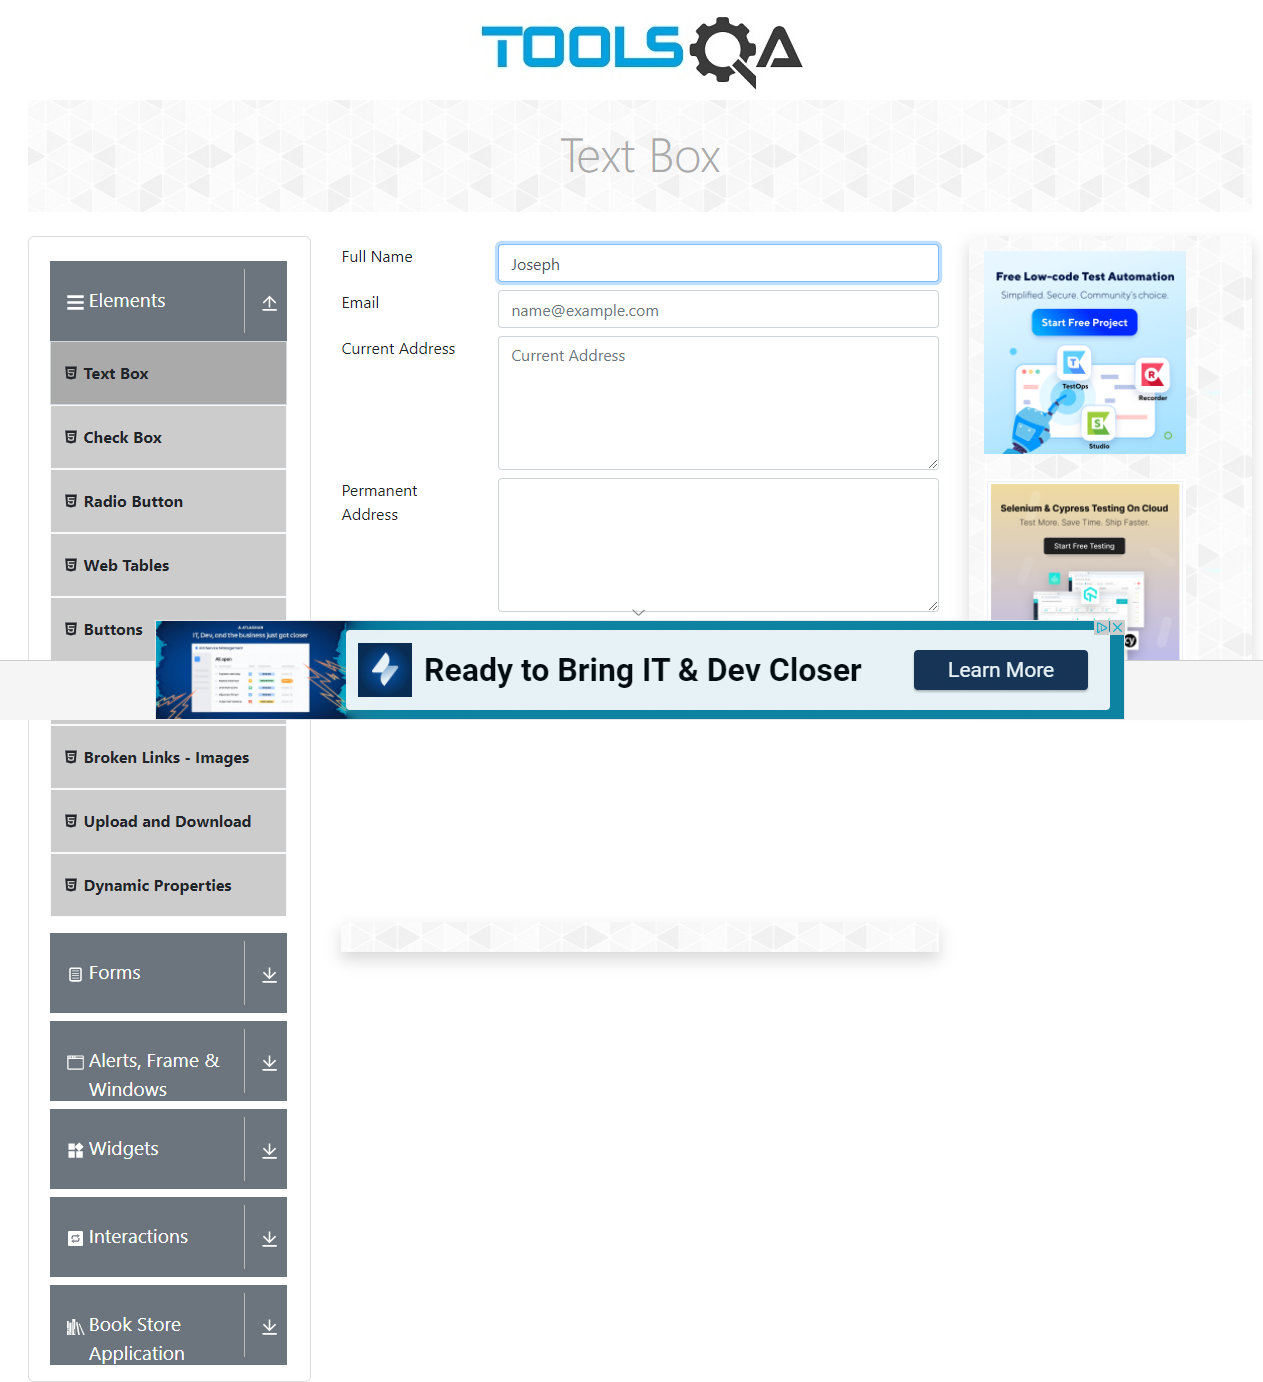 TOOLSQA
Text Box
Elements
Text Box
Check Box
Radio Button
Web Tables
Buttons
Broken Links - Images
Upload and Download
Dynamic Properties
Forms
Alerts, Frame &
Windows
Widgets
Interactions
Book Store
Application
Full Name
Joseph
Email
name@example.com
Current Address
Current Address
Permanent
Address
Free Low-code Test Automation
Simplified. Secure. Community's choice.
Start Free Project
TestOps
Recorder
Studio
Selenium & Cypress Testing On Cloud
Test More. Save Time. Ship Faster.
Start Free Testing
cy
ATLASSIAN
IT, Dev, and the business just got closer
All open
Ready to Bring IT & Dev Closer
Learn More